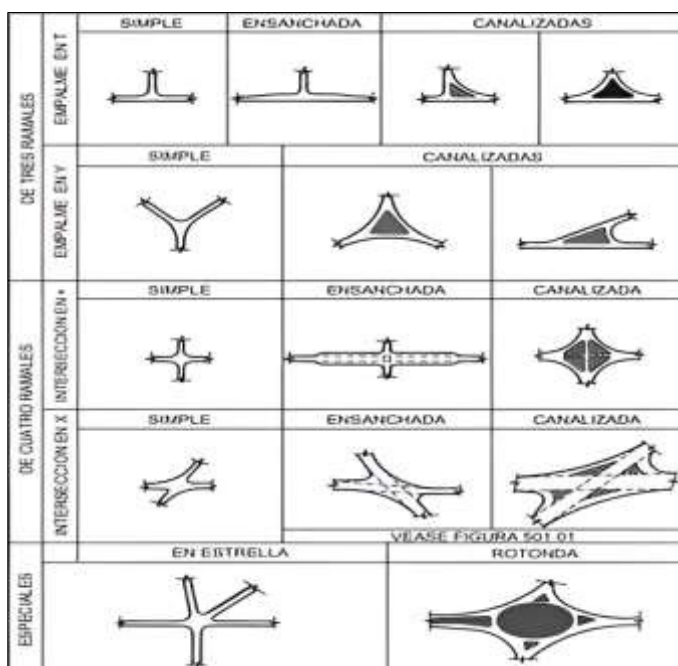 SIMPLE ENSANCHADA CANALIZADAS
DE TRES RAMALES
EMPALME EN T
SIMPLE CANALIZADAS
EMPALME EN Y
SIMPLE ENSANCHADA CANALIZADA
DE CUATRO RAMALES
INTERSECCION EN +
SIMPLE ENSANCHADA CANALIZADA
INTERSECCION EN X
VEASE FIGURA 501 01
EN ESTRELLA ROTONDA
ESPECIALES